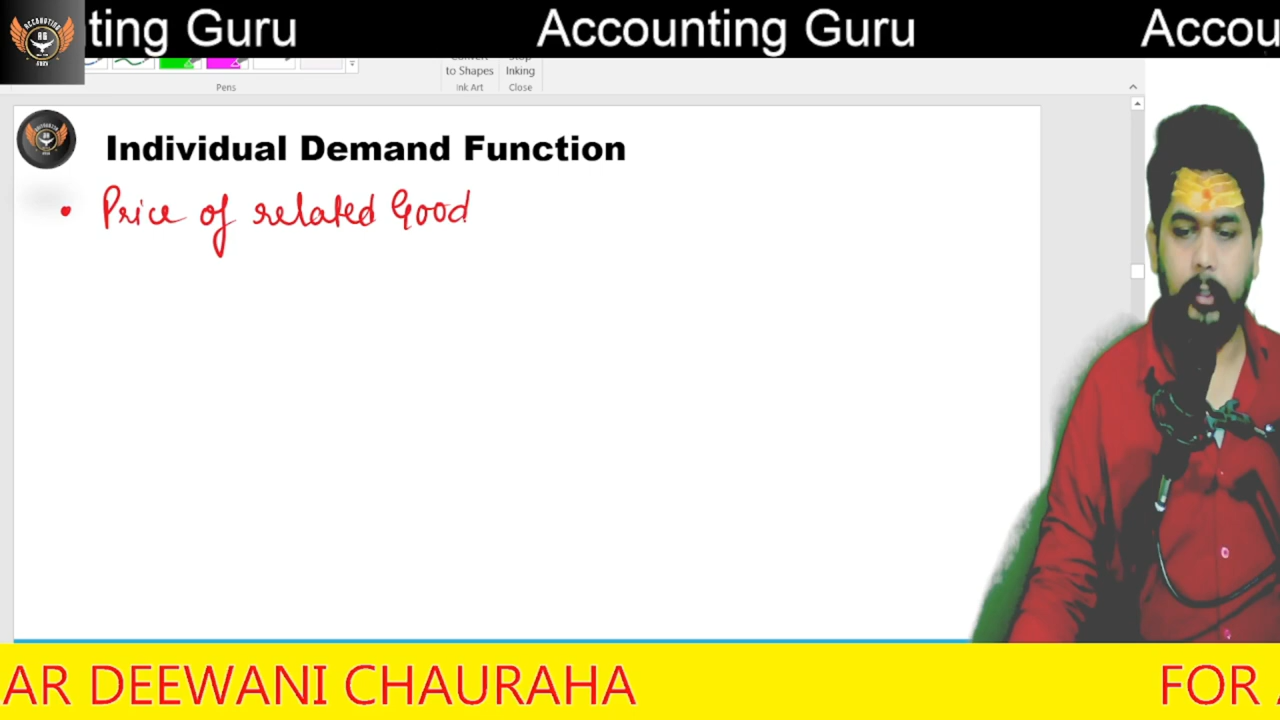 ting Guru Accounting Guru Accou
to Shapes Inking
Pens Ink Art Close
Individual Demand Function
• Price of related Good
AR DEEWANI CHAURAHA FOR